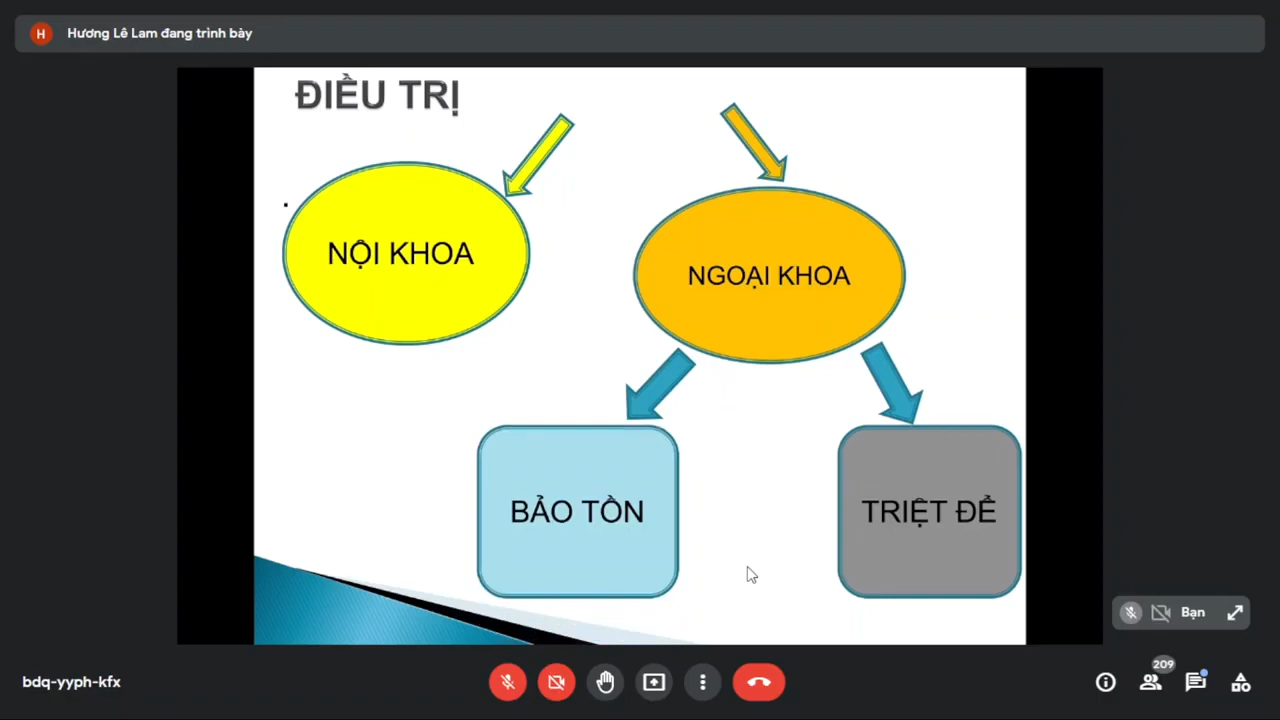 H
Hương Lê Lam đang trình bày
ĐIỀU TRỊ
NỘI KHOA
NGOẠI KHOA
BẢO TỒN
TRIỆT ĐỂ
Bạn
bdq-yyph-kfx
209